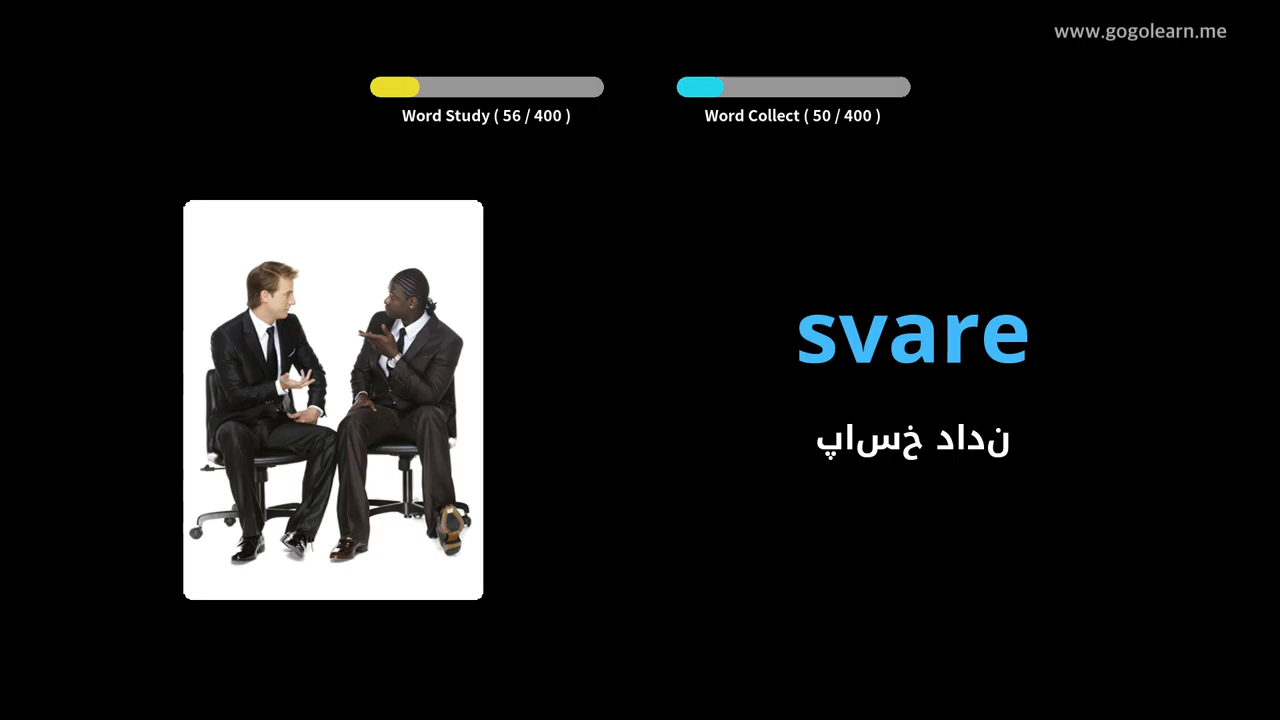 www.gogolearn.me
Word Study ( 56 / 400 )
Word Collect ( 50 / 400 )
svare
پاسخ دادن